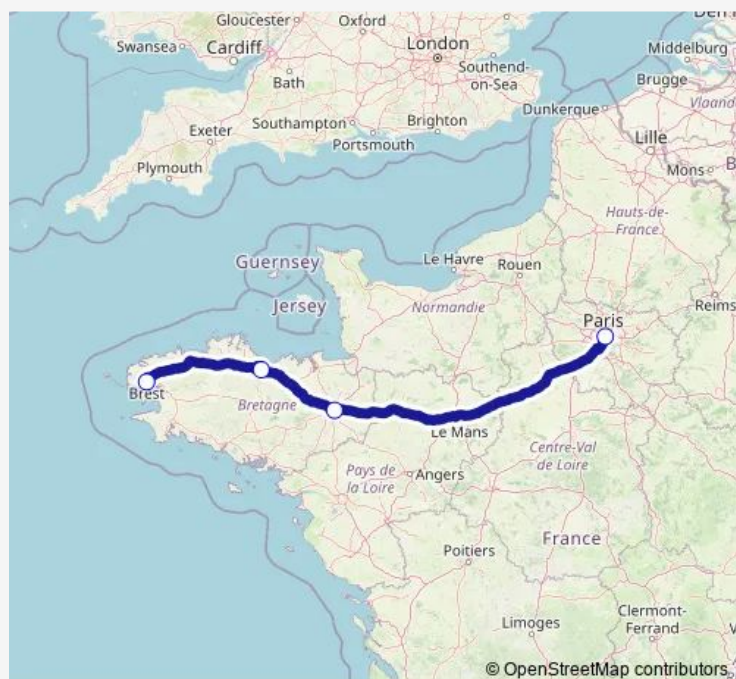 Gloucester
Oxford
Swansea
Cardiff
London
Middelburg
Bath
Southend-
on-Sea
Brugge
Dunkerque
Vlaande
Exeter
Southampton
Brighton
Portsmouth
Lille
Plymouth
Mons
Hauts-de-
France
Guernsey
Le Havre
Rouen
Jersey
Normandie
Reims
Paris
Brest
Bretagne
Le Mans
Centre-Val
de Loire
Pays de
la Loire
Angers
France
Poitiers
Limoges
Clermont-
Ferrand
© OpenStreetMap contributors